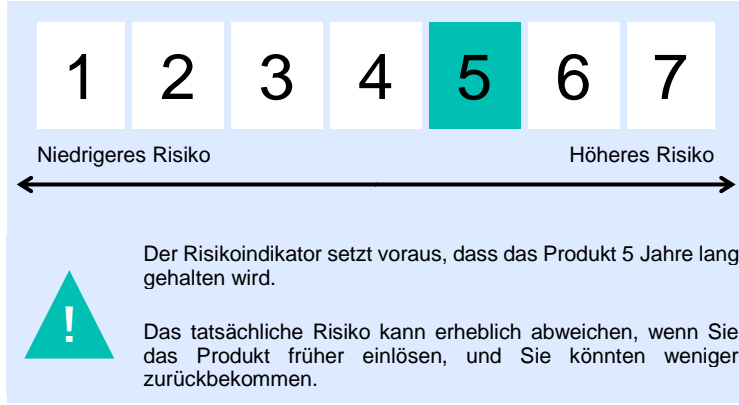 1 2 3 4 5 6 7
Niedrigeres Risiko Höheres Risiko
Der Risikoindikator setzt voraus, dass das Produkt 5 Jahre lang
gehalten wird.
!
Das tatsächliche Risiko kann erheblich abweichen, wenn Sie
das Produkt früher einlösen, und Sie könnten weniger
zurückbekommen.